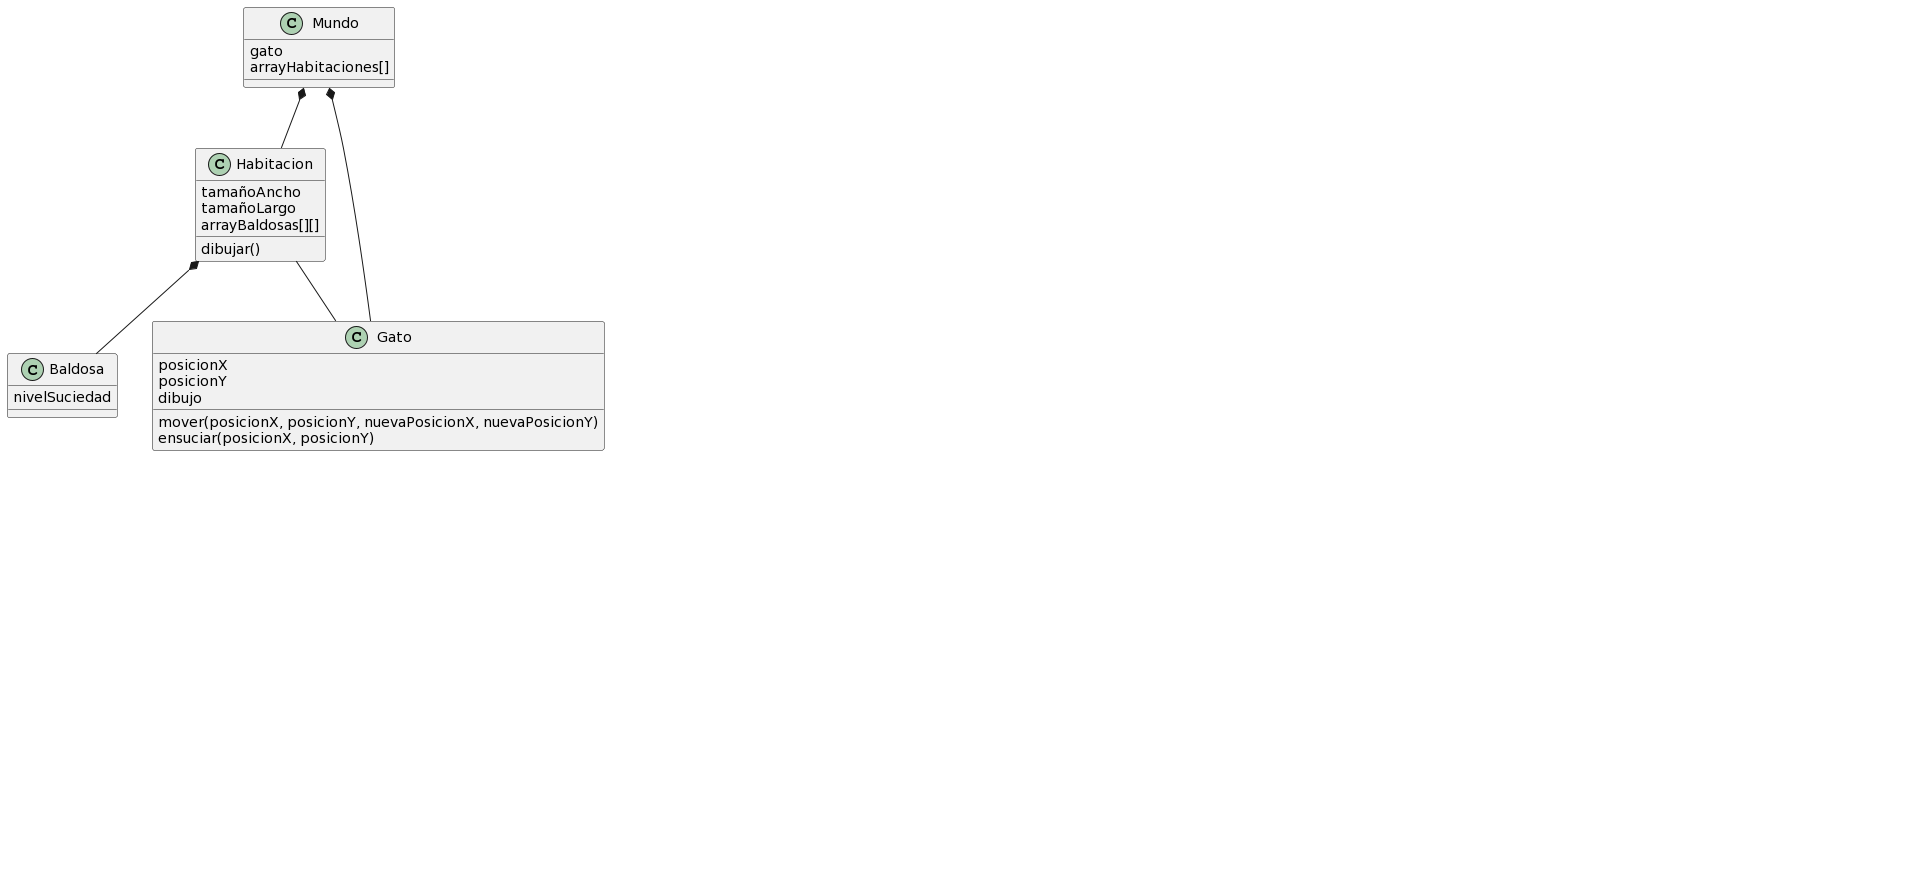 C Mundo
gato
arrayHabitaciones[]
C Habitacion
tamañoAncho
tamañoLargo
arrayBaldosas[][]
dibujar()
C Baldosa
nivelSuciedad
C Gato
posicionX
posicionY
dibujo
mover(posicionX, posicionY, nuevaPosicionX, nuevaPosicionY)
ensuciar(posicionX, posicionY)